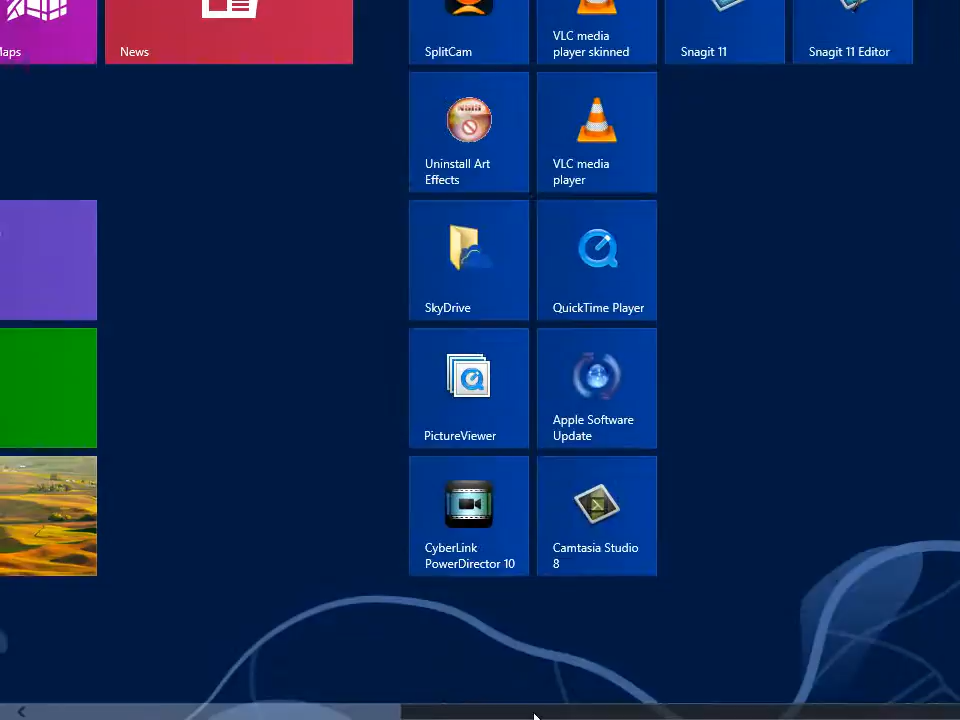 Maps
News
SplitCam
VLC media
player skinned
Snagit 11
Snagit 11 Editor
Uninstall Art
Effects
VLC media
player
SkyDrive
QuickTime Player
PictureViewer
Apple Software
Update
CyberLink
PowerDirector 10
Camtasia Studio
8